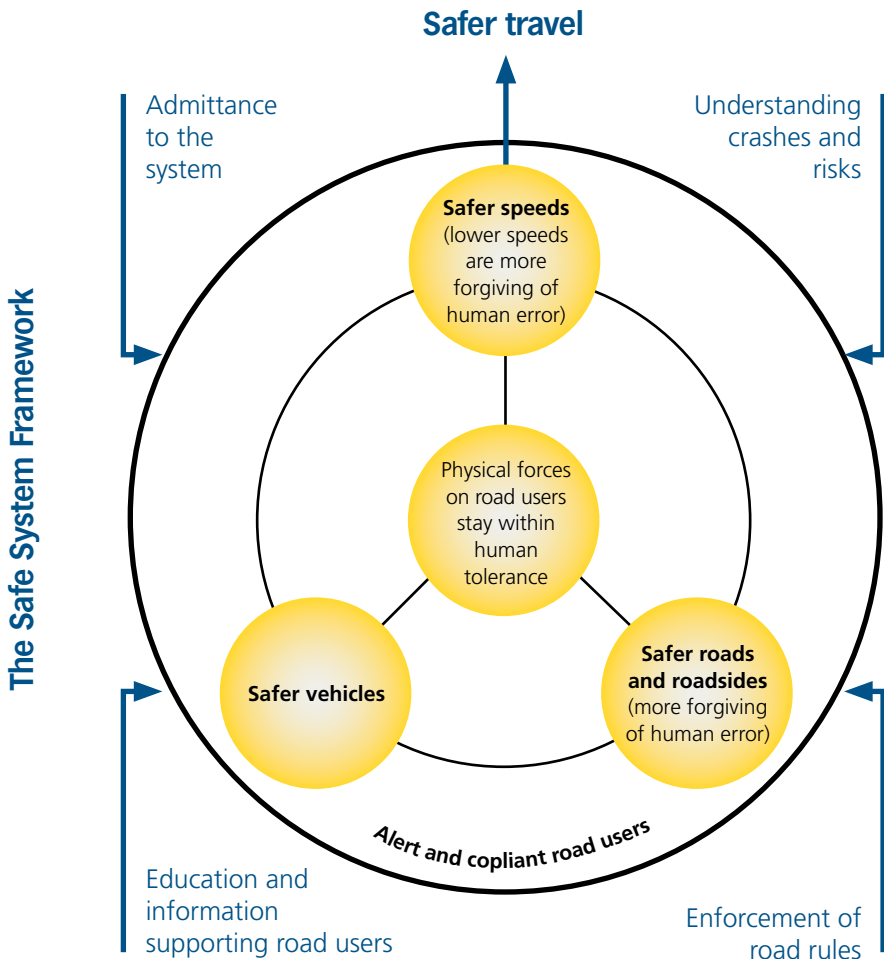 Safer travel
Admittance
to the
system
Understanding
crashes and
risks
The Safe System Framework
Safer speeds
(lower speeds
are more
forgiving of
human error)
Physical forces
on road users
stay within
human
tolerance
Safer vehicles
Safer roads
and roadsides
(more forgiving
of human error)
Alert and copliant road users
Education and
information
supporting road users
Enforcement of
road rules